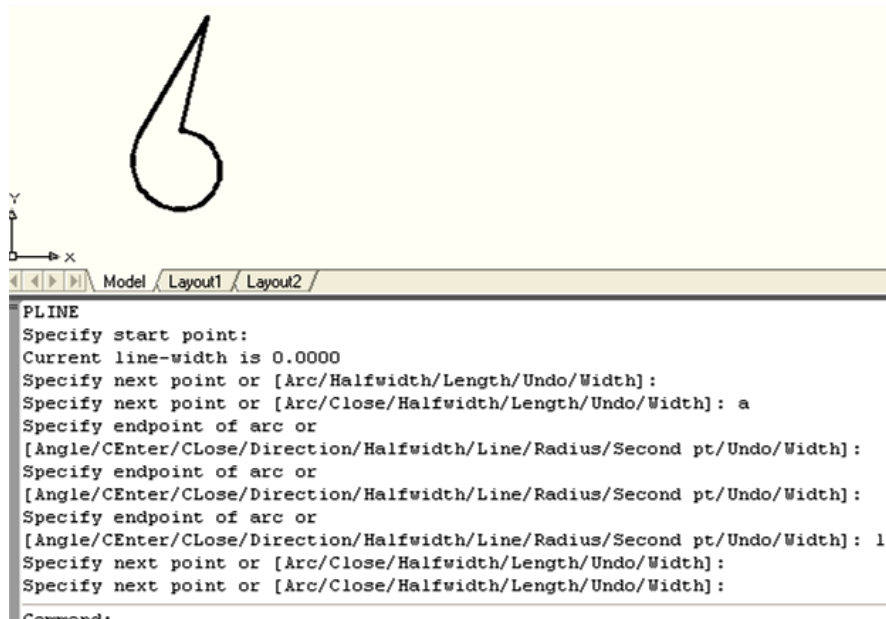 Y
X
Model Layout1 Layout2
PLINE
Specify start point:
Current line-width is 0.0000
Specify next point or [Arc/Halfwidth/Length/Undo/Width]:
Specify next point or [Arc/Close/Halfwidth/Length/Undo/Width]: a
Specify endpoint of arc or
[Angle/CEnter/CLose/Direction/Halfwidth/Line/Radius/Second pt/Undo/Width]:
Specify endpoint of arc or
[Angle/CEnter/CLose/Direction/Halfwidth/Line/Radius/Second pt/Undo/Width]:
Specify endpoint of arc or
[Angle/CEnter/CLose/Direction/Halfwidth/Line/Radius/Second pt/Undo/Width]: l
Specify next point or [Arc/Close/Halfwidth/Length/Undo/Width]:
Specify next point or [Arc/Close/Halfwidth/Length/Undo/Width]:
Command: